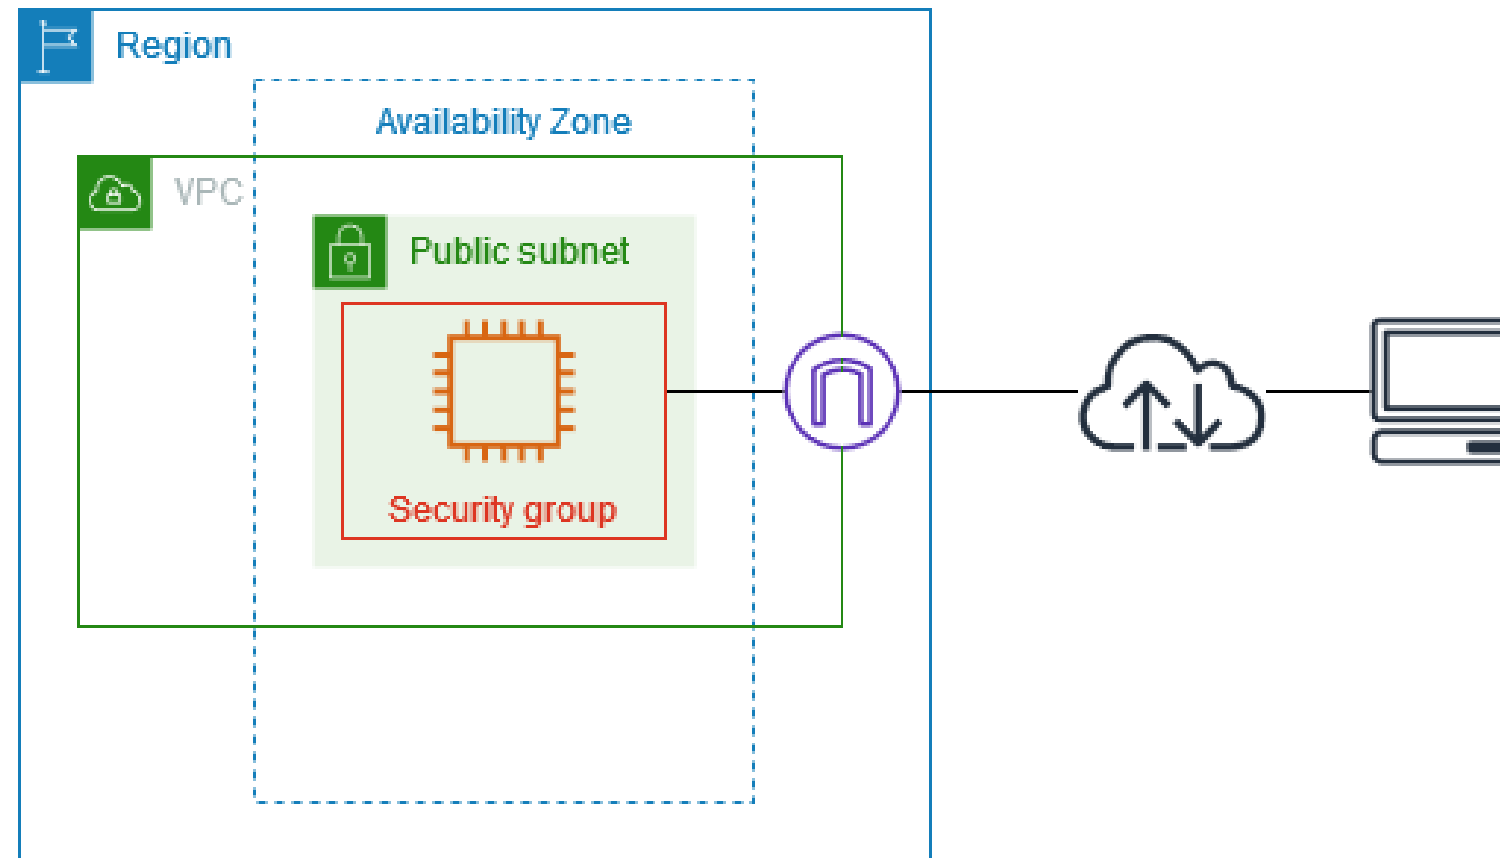 Region
Availability Zone
VPC
Public subnet
Security group